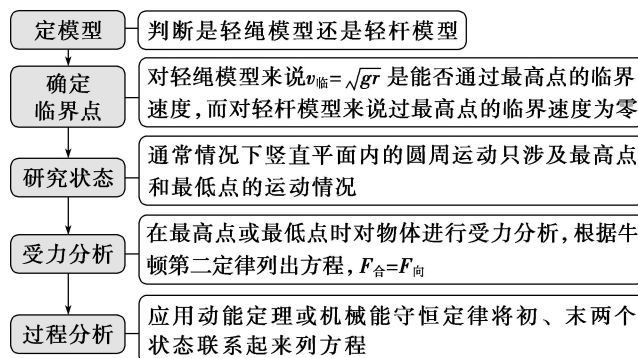 定模型
判断是轻绳模型还是轻杆模型
确定
临界点
对轻绳模型来说v临=√gr 是能否通过最高点的临界
速度,而对轻杆模型来说过最高点的临界速度为零
研究状态
通常情况下竖直平面内的圆周运动只涉及最高点
和最低点的运动情况
受力分析
在最高点或最低点时对物体进行受力分析,根据牛
顿第二定律列出方程,F合=F向
过程分析
应用动能定理或机械能守恒定律将初、末两个
状态联系起来列方程